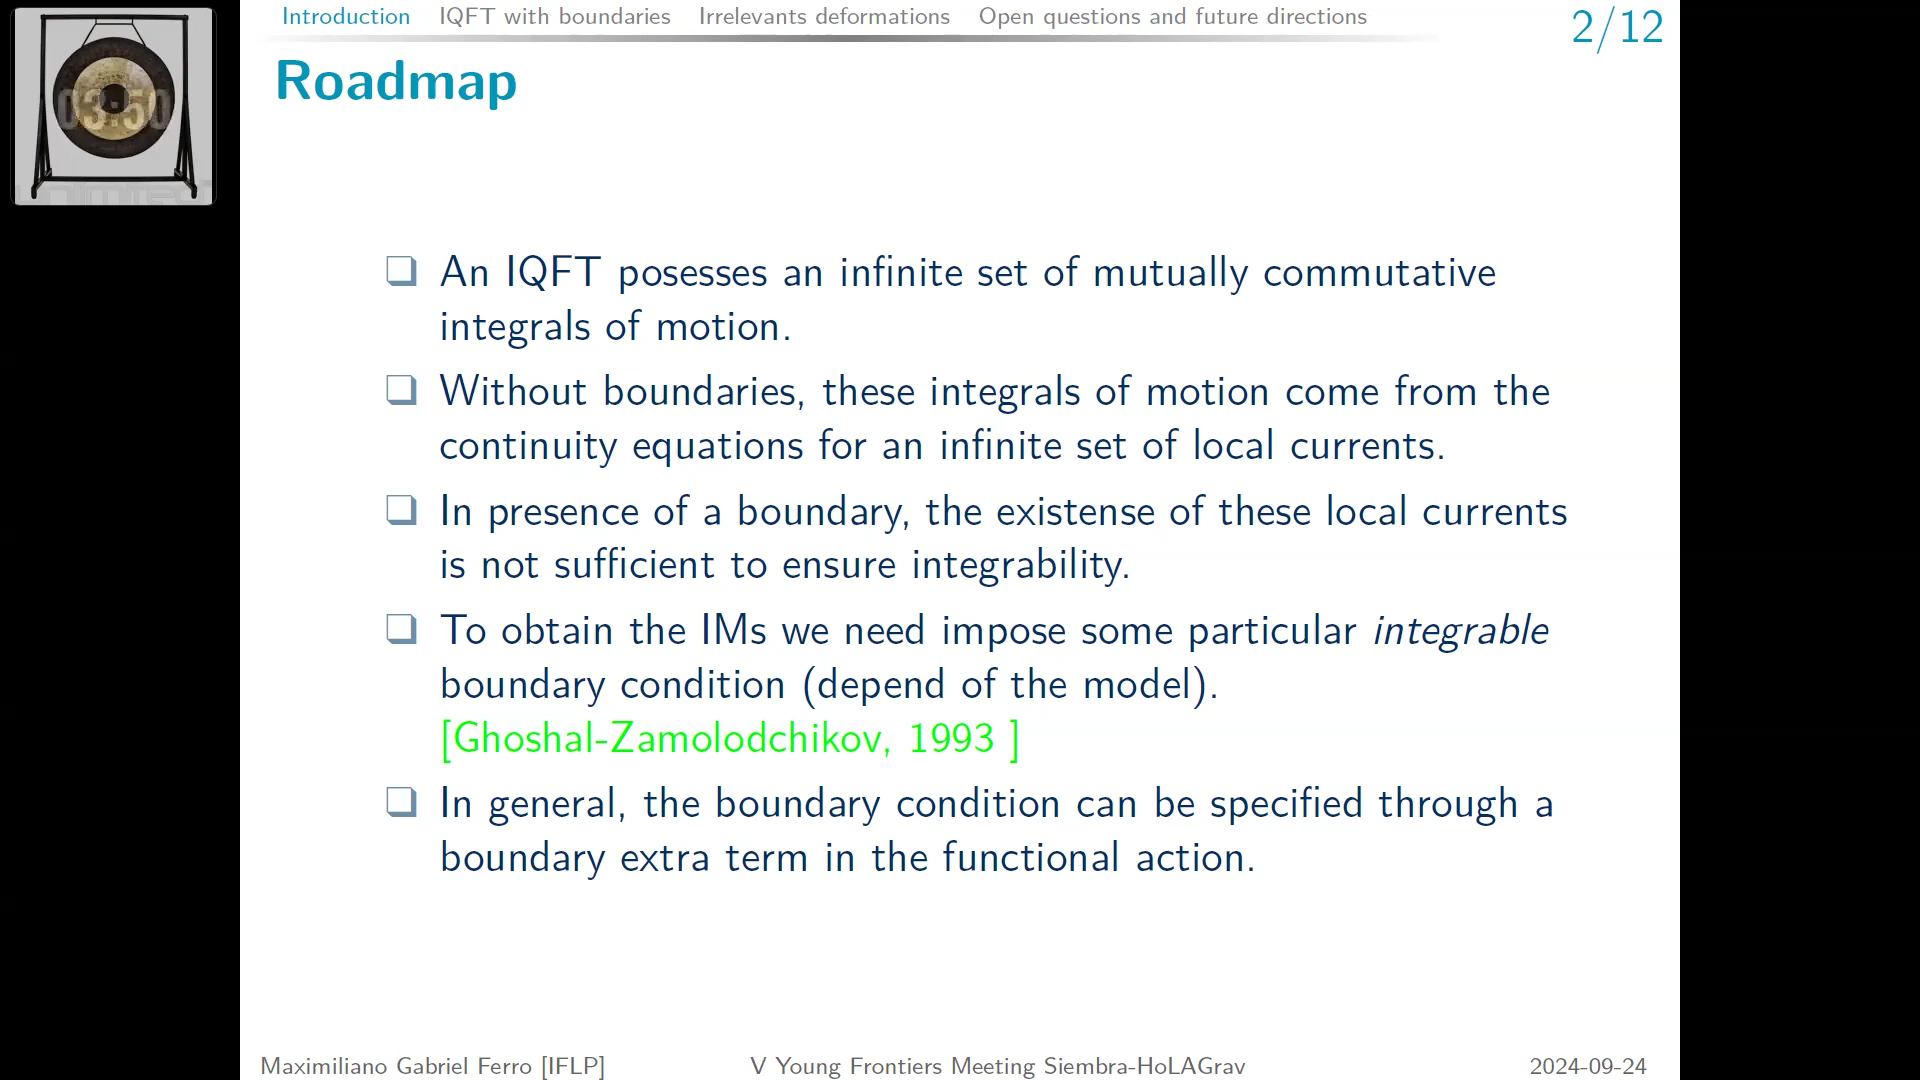 Introduction IQFT with boundaries Irrelevants deformations Open questions and future directions
2/12
03:50
Roadmap
An IQFT posesses an infinite set of mutually commutative
integrals of motion.
Without boundaries, these integrals of motion come from the
continuity equations for an infinite set of local currents.
In presence of a boundary, the existense of these local currents
is not sufficient to ensure integrability.
To obtain the IMs we need impose some particular integrable
boundary condition (depend of the model).
[Ghoshal-Zamolodchikov, 1993 ]
In general, the boundary condition can be specified through a
boundary extra term in the functional action.
Maximiliano Gabriel Ferro [IFLP] V Young Frontiers Meeting Siembra-HoLAGrav 2024-09-24